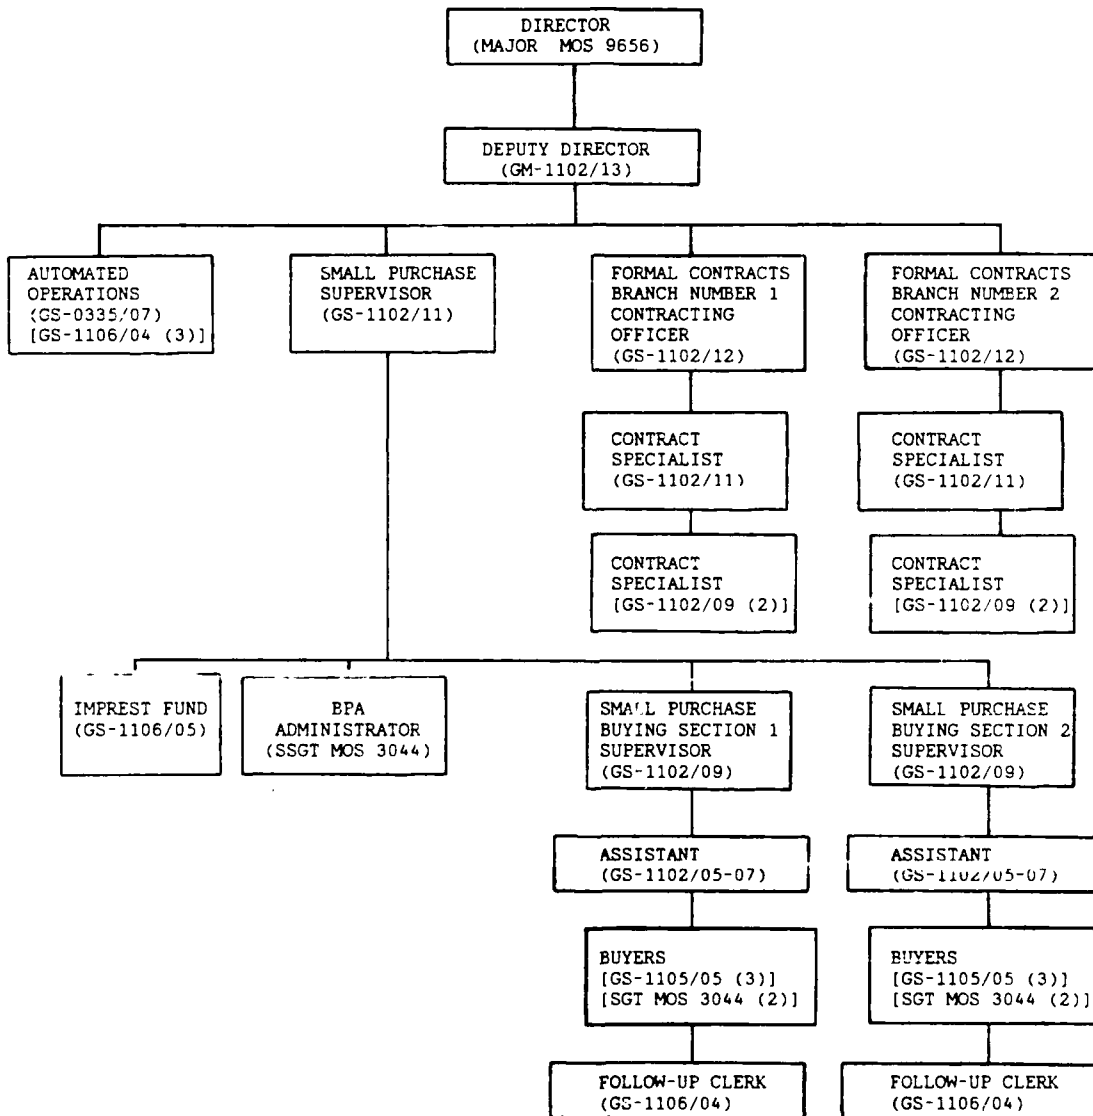 DIRECTOR
(MAJOR MOS 9656)
DEPUTY DIRECTOR
(GM-1102/13)
AUTOMATED
OPERATIONS
(GS-0335/07)
[GS-1106/04 (3)]
SMALL PURCHASE
SUPERVISOR
(GS-1102/11)
FORMAL CONTRACTS
BRANCH NUMBER 1
CONTRACTING
OFFICER
(GS-1102/12)
FORMAL CONTRACTS
BRANCH NUMBER 2
CONTRACTING
OFFICER
(GS-1102/12)
CONTRACT
SPECIALIST
(GS-1102/11)
CONTRACT
SPECIALIST
(GS-1102/11)
CONTRACT
SPECIALIST
[GS-1102/09 (2)]
CONTRACT
SPECIALIST
[GS-1102/09 (2)]
IMPREST FUND
(GS-1106/05)
BPA
ADMINISTRATOR
(SSGT MOS 3044)
SMALL PURCHASE
BUYING SECTION 1
SUPERVISOR
(GS-1102/09)
SMALL PURCHASE
BUYING SECTION 2
SUPERVISOR
(GS-1102/09)
ASSISTANT
(GS-1102/05-07)
ASSISTANT
(GS-1102/05-07)
BUYERS
[GS-1105/05 (3)]
[SGT MOS 3044 (2)]
BUYERS
[GS-1105/05 (3)]
[SGT MOS 3044 (2)]
FOLLOW-UP CLERK
(GS-1106/04)
FOLLOW-UP CLERK
(GS-1106/04)